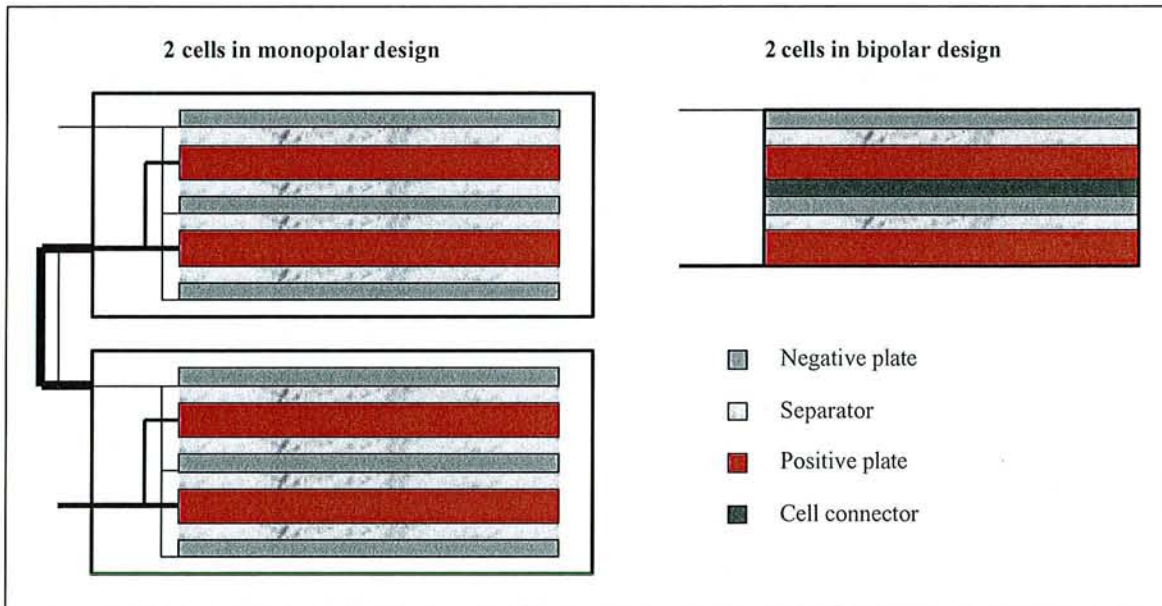 2 cells in monopolar design
2 cells in bipolar design
Negative plate
Separator
Positive plate
Cell connector